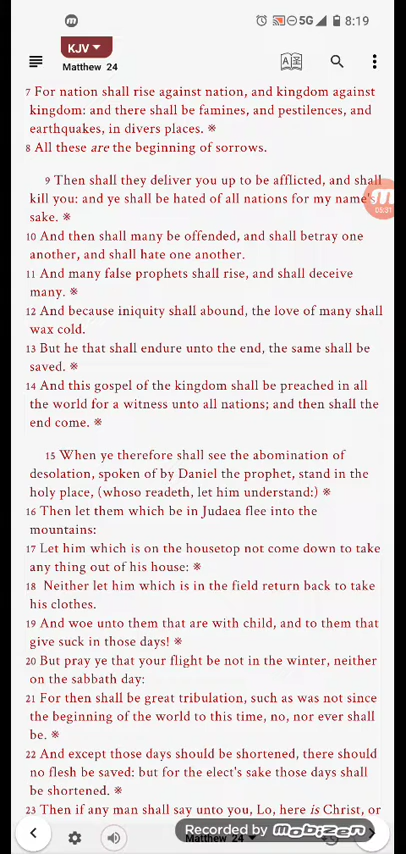 5G 8:19
KJV
Matthew 24
7 For nation shall rise against nation, and kingdom against
kingdom: and there shall be famines, and pestilences, and
earthquakes, in divers places. ※
8 All these are the beginning of sorrows.
9 Then shall they deliver you up to be afflicted, and shall
kill you: and ye shall be hated of all nations for my name's
sake. ※
03:31
10 And then shall many be offended, and shall betray one
another, and shall hate one another.
11 And many false prophets shall rise, and shall deceive
many. ※
12 And because iniquity shall abound, the love of many shall
wax cold.
13 But he that shall endure unto the end, the same shall be
saved. ※
14 And this gospel of the kingdom shall be preached in all
the world for a witness unto all nations; and then shall the
end come. ※
15 When ye therefore shall see the abomination of
desolation, spoken of by Daniel the prophet, stand in the
holy place, (whoso readeth, let him understand:) ※
16 Then let them which be in Judaea flee into the
mountains:
17 Let him which is on the housetop not come down to take
any thing out of his house: ※
18 Neither let him which is in the field return back to take
his clothes.
19 And woe unto them that are with child, and to them that
give suck in those days! ※
20 But pray ye that your flight be not in the winter, neither
on the sabbath day:
21 For then shall be great tribulation, such as was not since
the beginning of the world to this time, no, nor ever shall
be. ※
22 And except those days should be shortened, there should
no flesh be saved: but for the elect's sake those days shall
be shortened. ※
23 Then if any man shall say unto you, Lo, here is Christ, or
Recorded by mobizen
Matthew 24